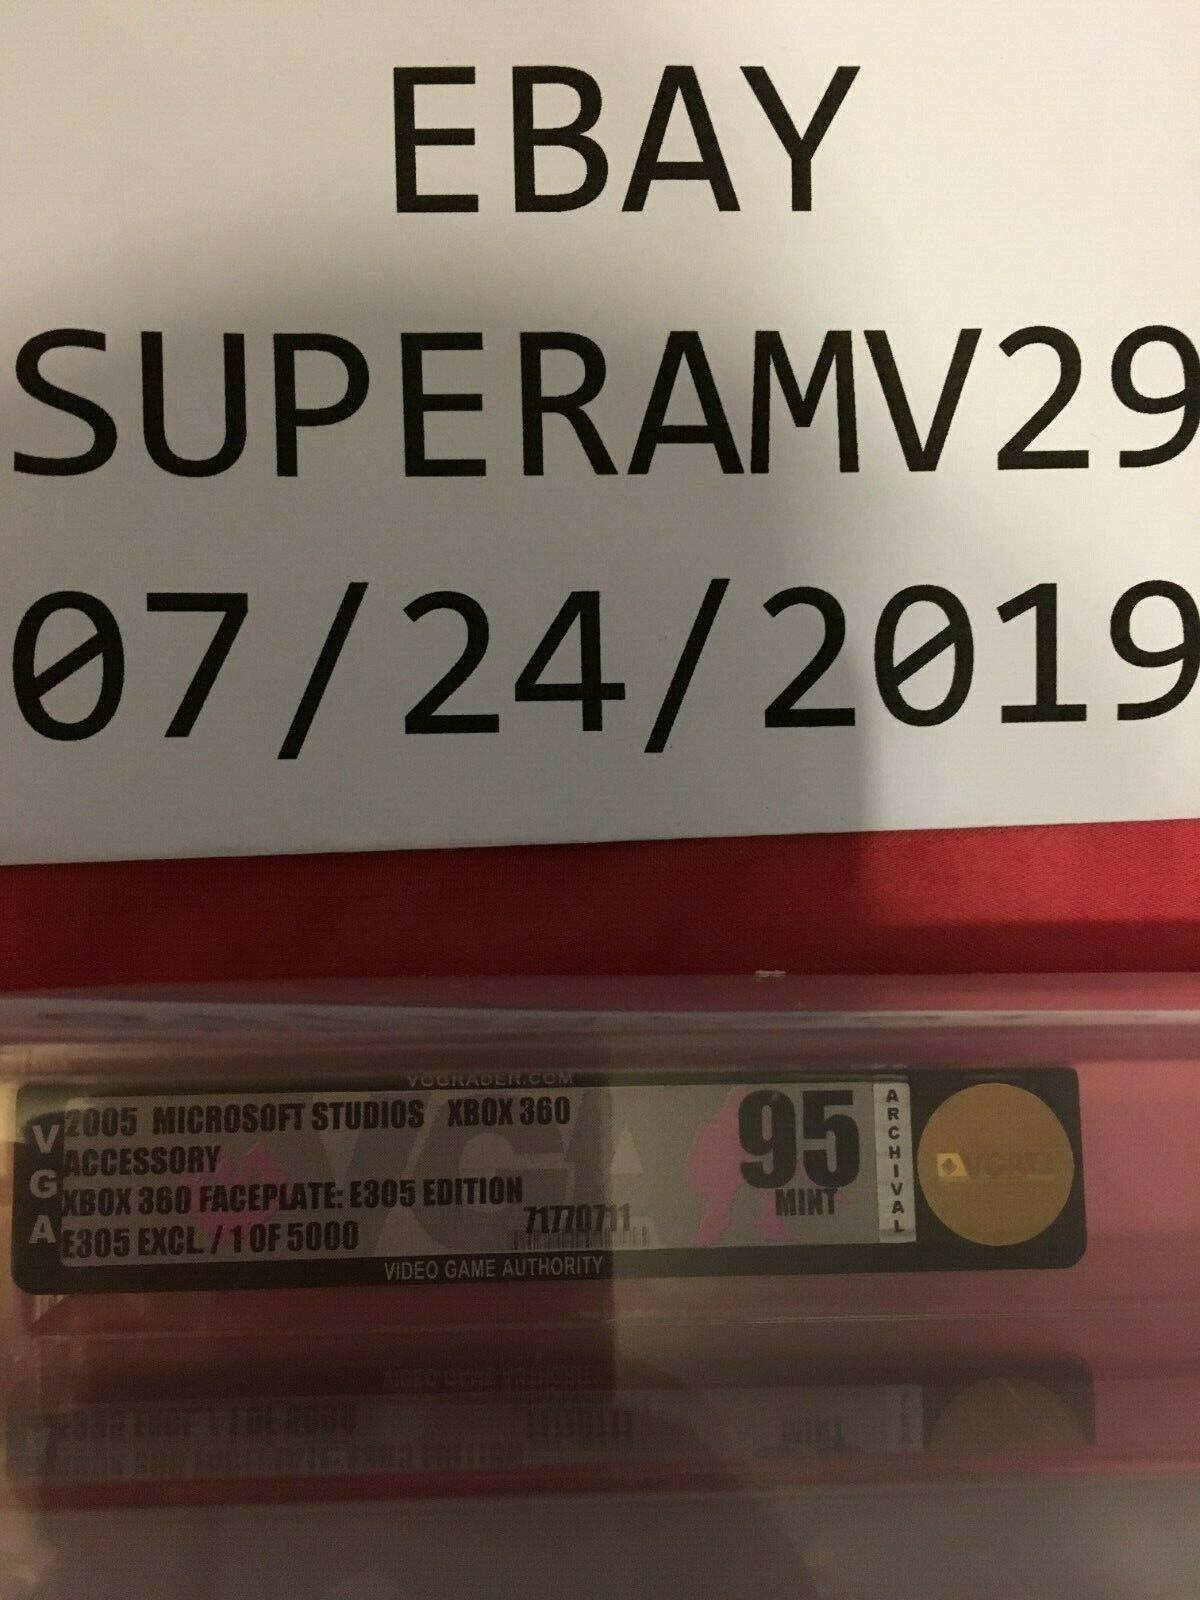 EBAY
SUPERAMV29
07/24/2019
VGGRADER.COM
VGA
2005 MICROSOFT STUDIOS XBOX 360
ACCESSORY
XBOX 360 FACEPLATE: E305 EDITION
E305 EXCL. / 1 OF 5000
71770711
95
MINT
ARCHIVAL
VIDEO GAME AUTHORITY